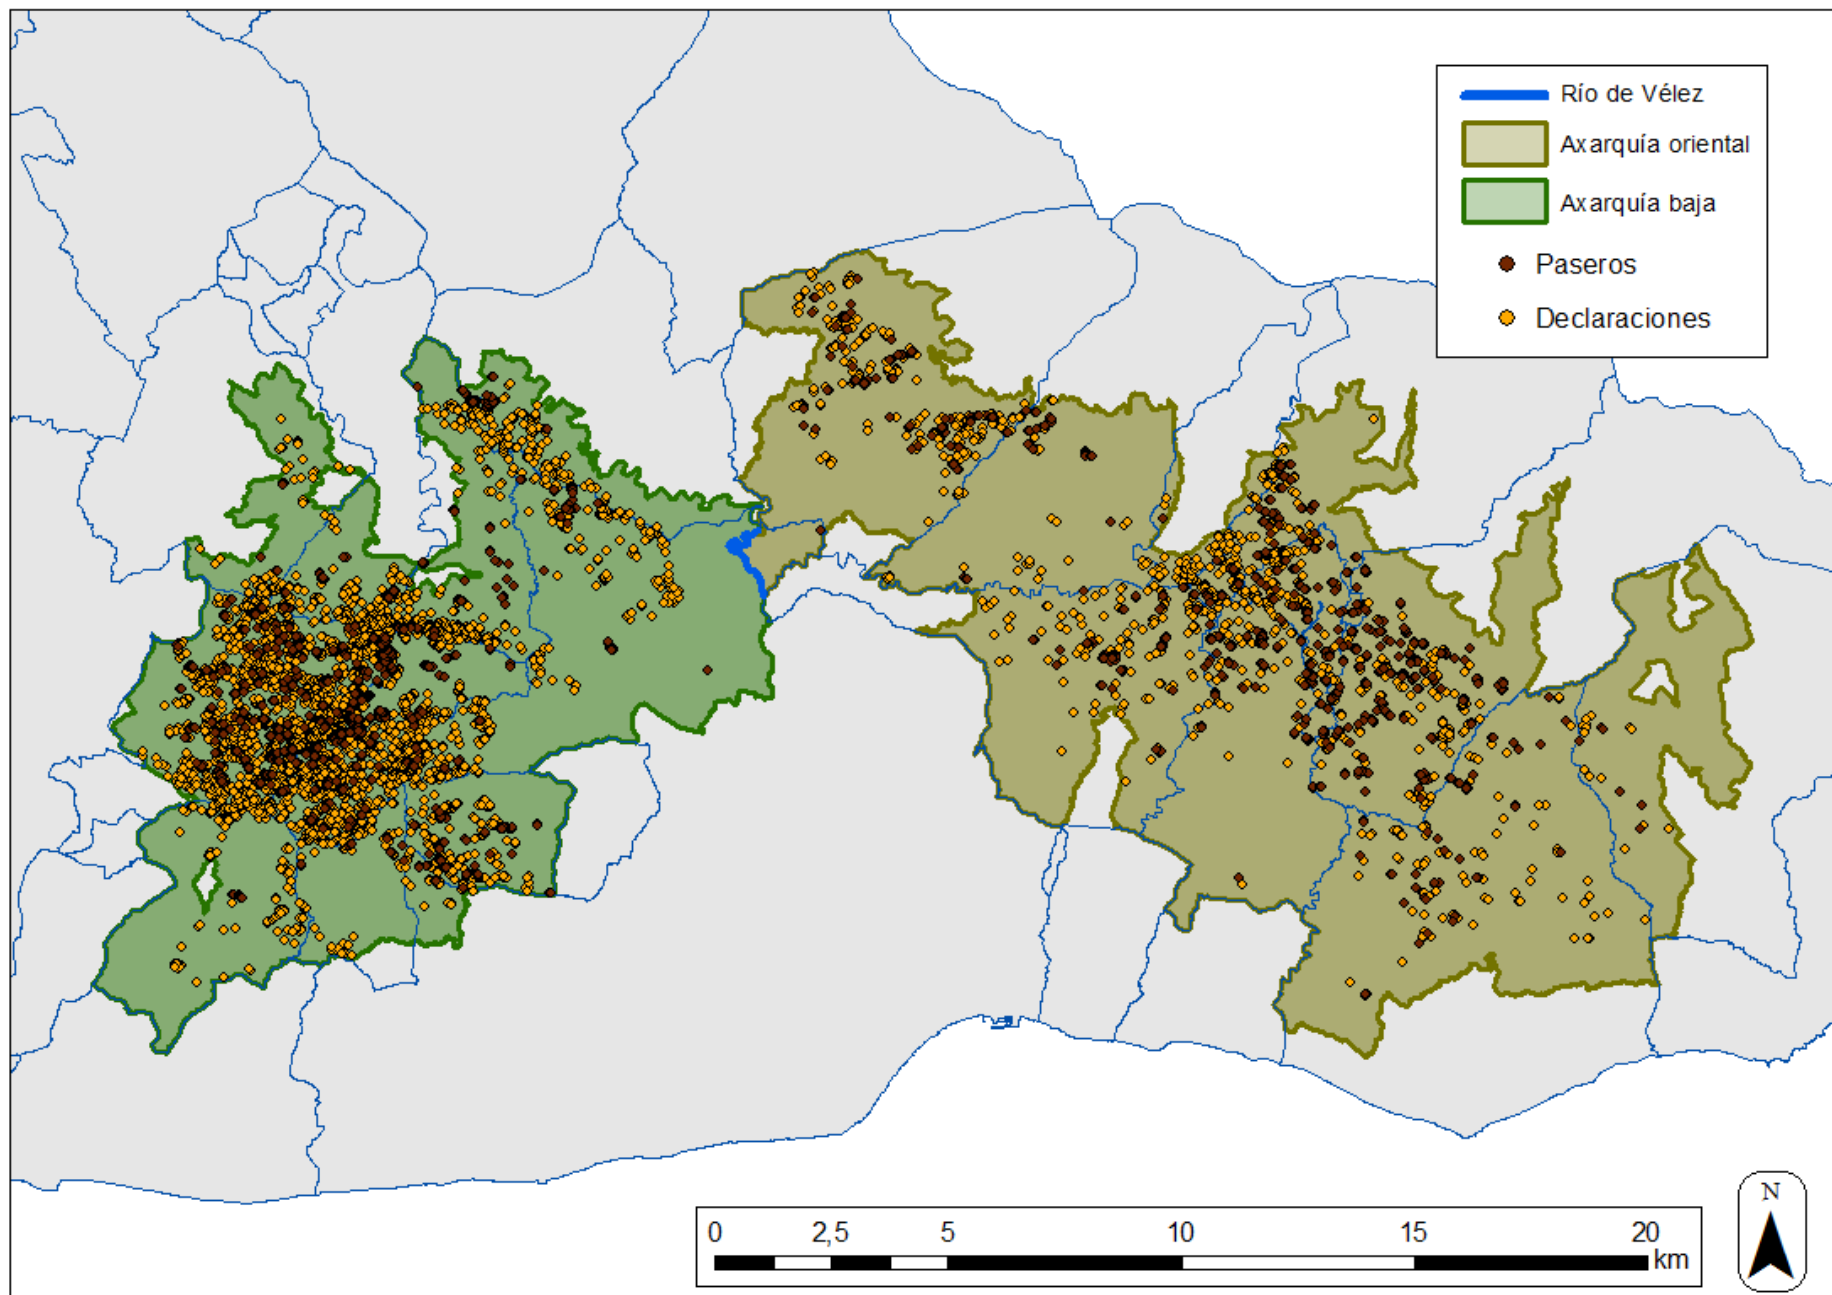 Río de Vélez
Axarquía oriental
Axarquía baja
Paseros
Declaraciones
N
0 2,5 5 10 15 20
km